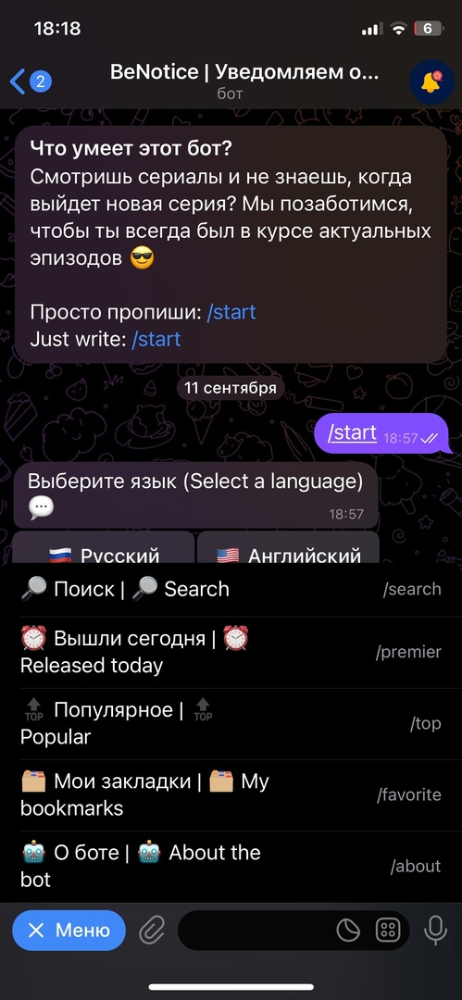 18:18
6
2
BeNotice | Уведомляем о...
бот
Что умеет этот бот?
Смотришь сериалы и не знаешь, когда
выйдет новая серия? Мы позаботимся,
чтобы ты всегда был в курсе актуальных
эпизодов 😎
Просто пропиши: /start
Just write: /start
11 сентября
/start 18:57
Выберите язык (Select a language)
💬 18:57
🇷🇺 Русский 🇺🇸 Английский
🔎 Поиск | 🔎 Search /search
⏰ Вышли сегодня | ⏰
Released today /premier
🔝 Популярное | 🔝
Popular /top
🗂 Мои закладки | 🗂 My
bookmarks /favorite
🤖 О боте | 🤖 About the
bot /about
Меню